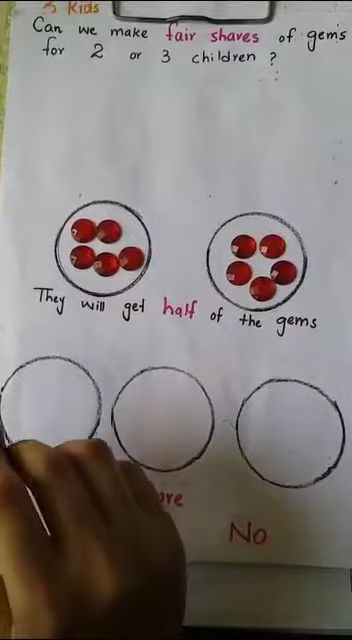 3 Kids
Can we make fair shares of gems
for 2 or 3 children ?
They will get half of the gems
No